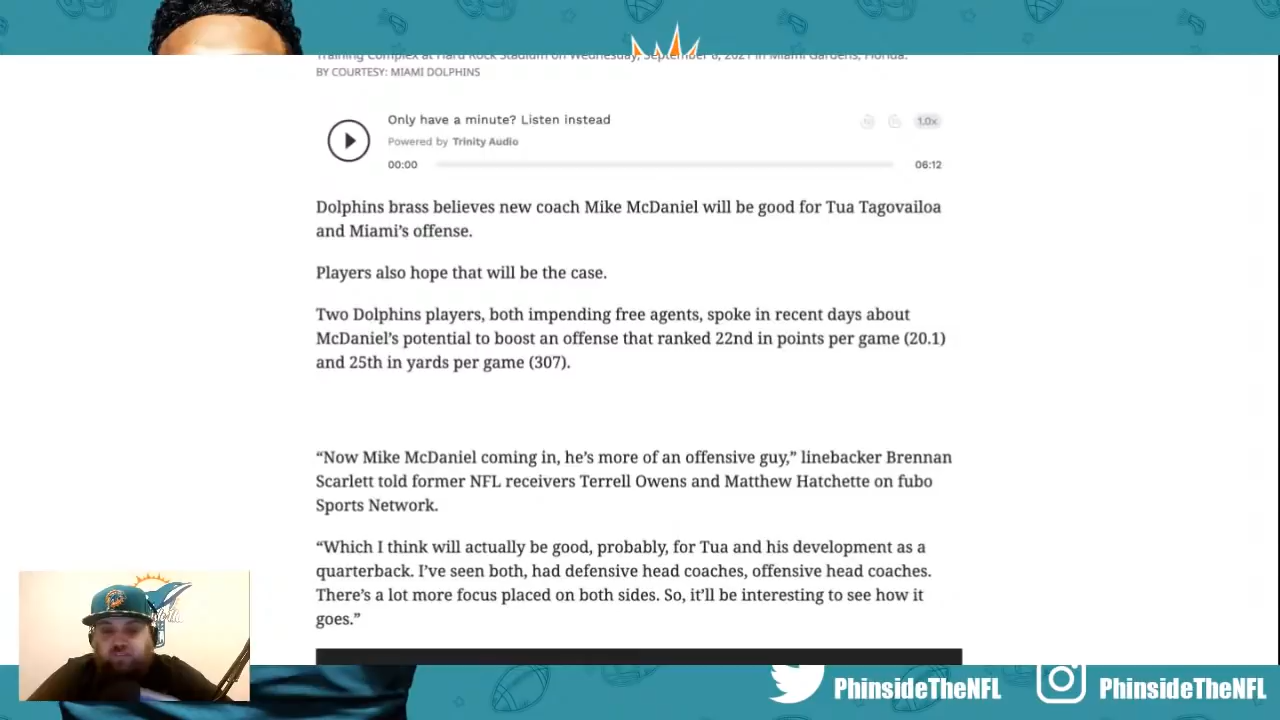 Training Complex at Hard Rock Stadium on Wednesday, September 8, 2021 in Miami Gardens, Florida.
BY COURTESY: MIAMI DOLPHINS
Only have a minute? Listen instead
Powered by Trinity Audio
1.0x
00:00
06:12
Dolphins brass believes new coach Mike McDaniel will be good for Tua Tagovailoa
and Miami’s offense.
Players also hope that will be the case.
Two Dolphins players, both impending free agents, spoke in recent days about
McDaniel’s potential to boost an offense that ranked 22nd in points per game (20.1)
and 25th in yards per game (307).
“Now Mike McDaniel coming in, he’s more of an offensive guy,” linebacker Brennan
Scarlett told former NFL receivers Terrell Owens and Matthew Hatchette on fubo
Sports Network.
“Which I think will actually be good, probably, for Tua and his development as a
quarterback. I’ve seen both, had defensive head coaches, offensive head coaches.
There’s a lot more focus placed on both sides. So, it’ll be interesting to see how it
goes.”
PhinsideTheNFL
PhinsideTheNFL